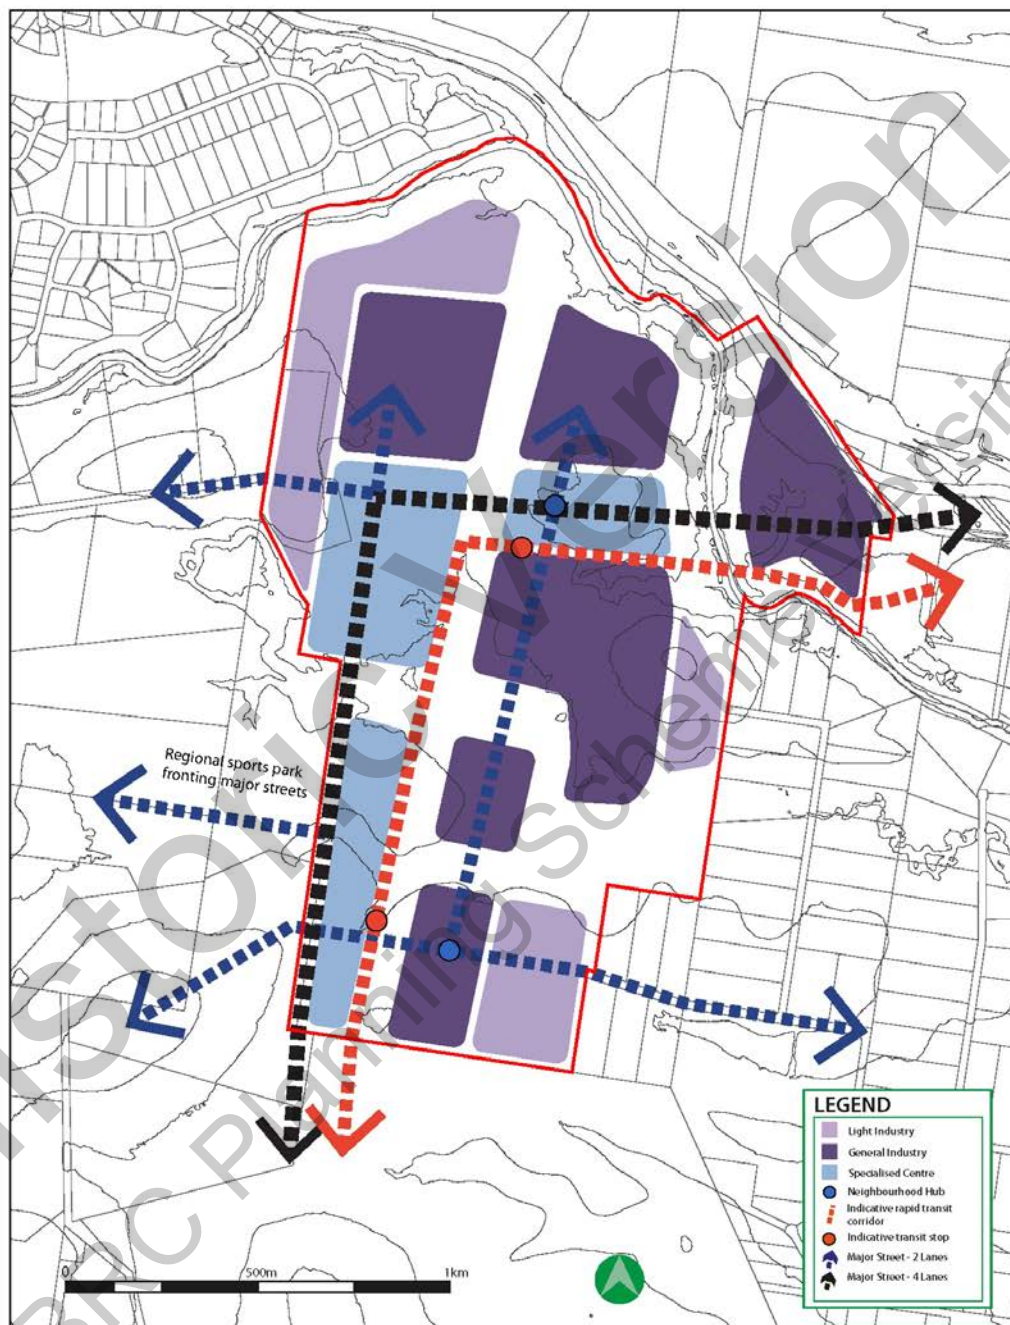 Regional sports park
fronting major streets
LEGEND
Light Industry
General Industry
Specialised Centre
Neighbourhood Hub
Indicative rapid transit
corridor
Indicative transit stop
Major Street - 2 Lanes
Major Street - 4 Lanes
0 500m 1km
Historic Version
Planning Scheme Version